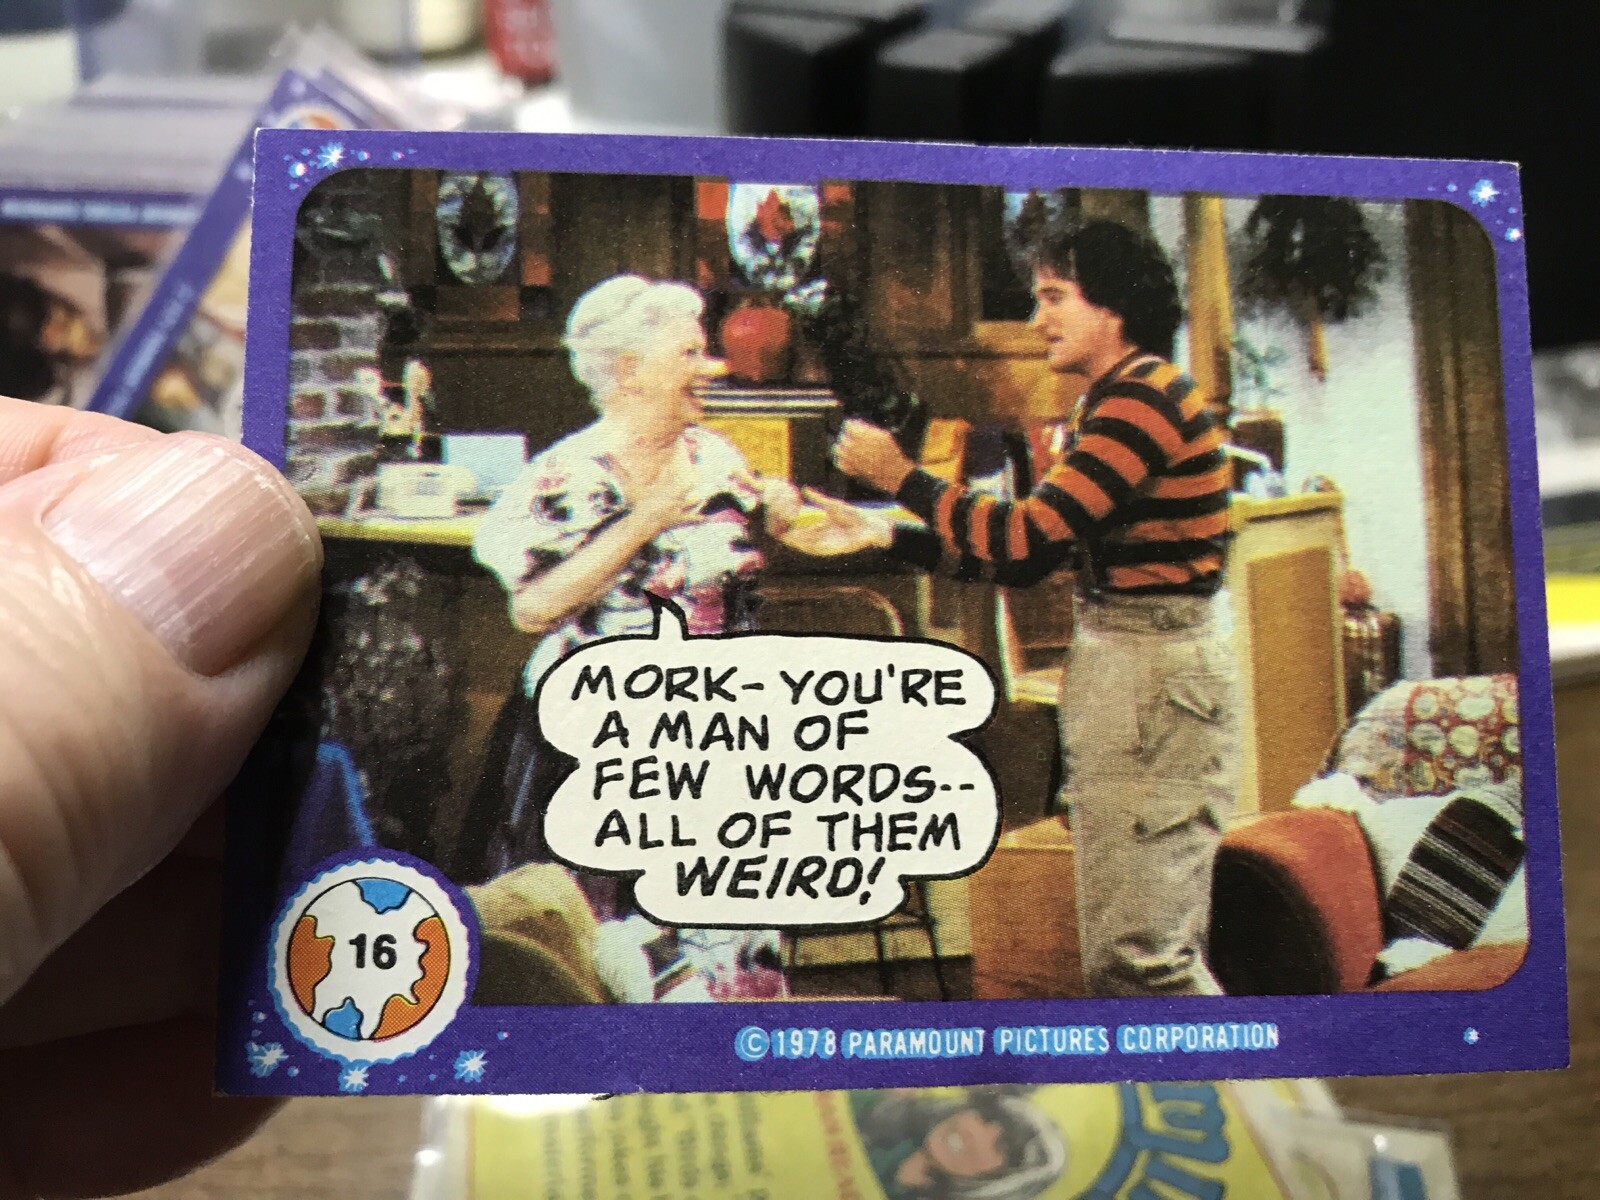 MORK-YOU'RE
A MAN OF
FEW WORDS--
ALL OF THEM
WEIRD!
16
©1978 PARAMOUNT PICTURES CORPORATION